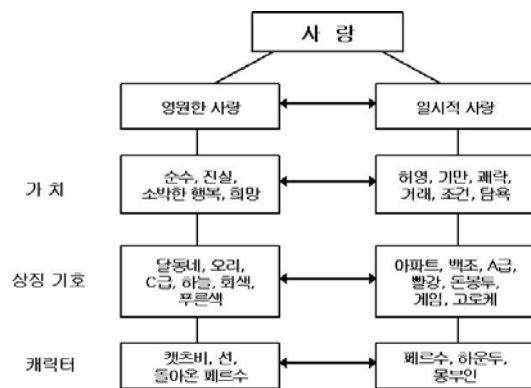 사 랑
영원한 사랑
일시적 사랑
가 치
순수, 진실,
소박한 행복, 희망
허영, 기만, 쾌락,
거래, 조건, 탐욕
상징 기호
달동네, 오리,
C급, 하늘, 회색,
푸른색
아파트, 백조, A급,
빨강, 돈봉투,
게임, 고로케
캐릭터
캣츠비, 선,
돌아온 페르수
페르수, 하운두,
몽부인